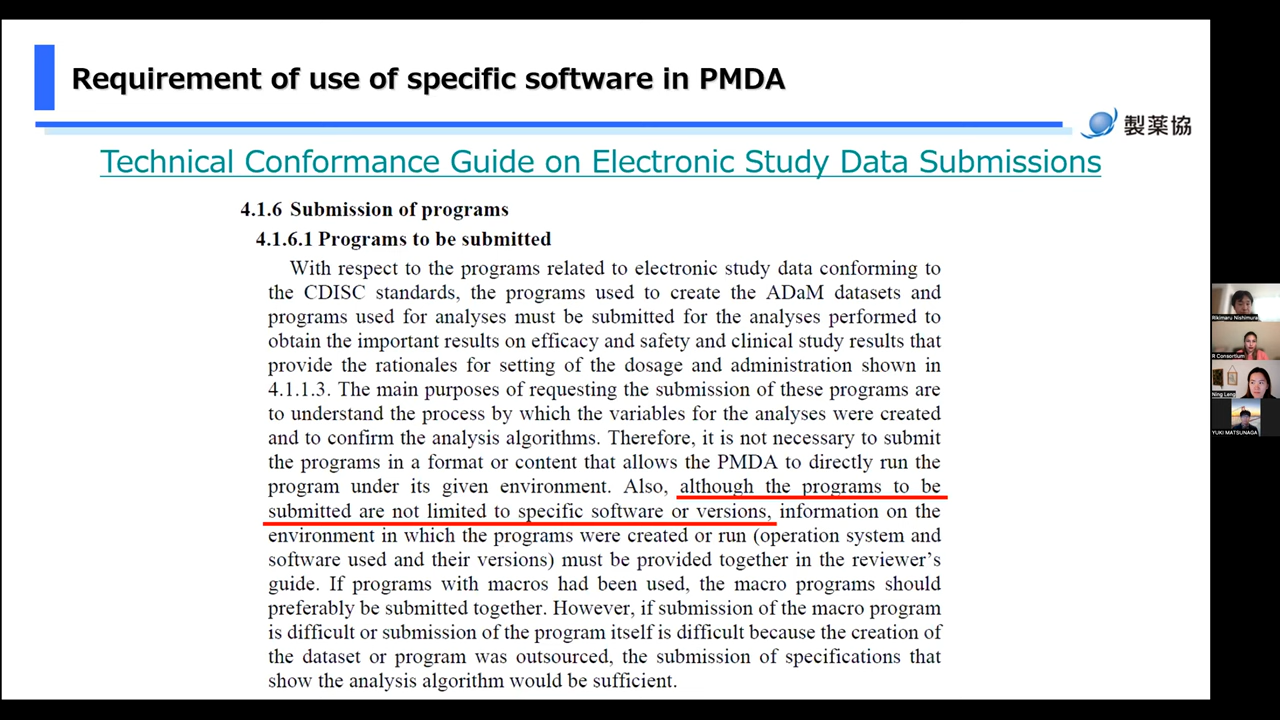 Requirement of use of specific software in PMDA
製薬協
Technical Conformance Guide on Electronic Study Data Submissions
4.1.6 Submission of programs
4.1.6.1 Programs to be submitted
With respect to the programs related to electronic study data conforming to
the CDISC standards, the programs used to create the ADaM datasets and
programs used for analyses must be submitted for the analyses performed to
obtain the important results on efficacy and safety and clinical study results that
provide the rationales for setting of the dosage and administration shown in
4.1.1.3. The main purposes of requesting the submission of these programs are
to understand the process by which the variables for the analyses were created
and to confirm the analysis algorithms. Therefore, it is not necessary to submit
the programs in a format or content that allows the PMDA to directly run the
program under its given environment. Also, although the programs to be
submitted are not limited to specific software or versions, information on the
environment in which the programs were created or run (operation system and
software used and their versions) must be provided together in the reviewer's
guide. If programs with macros had been used, the macro programs should
preferably be submitted together. However, if submission of the macro program
is difficult or submission of the program itself is difficult because the creation of
the dataset or program was outsourced, the submission of specifications that
show the analysis algorithm would be sufficient.
Rikimaru Nishimura
R Consortium
Ning Leng
YUKI MATSUNAGA